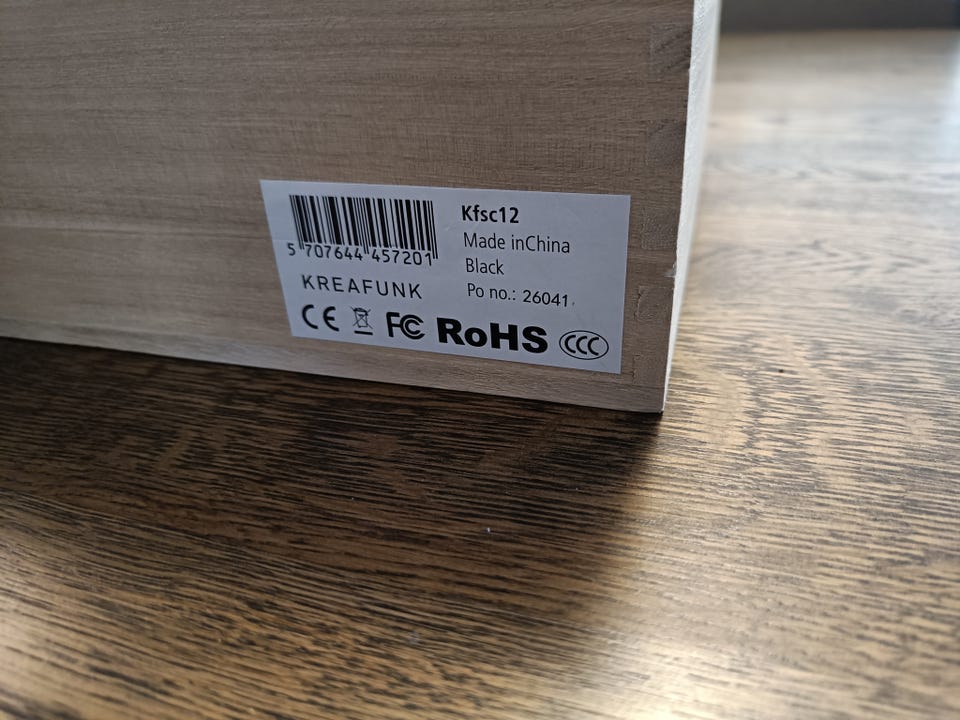 5 707644 457201
KREAFUNK
Kfsc12
Made inChina
Black
Po no.: 26041
CE FC RoHS CCC